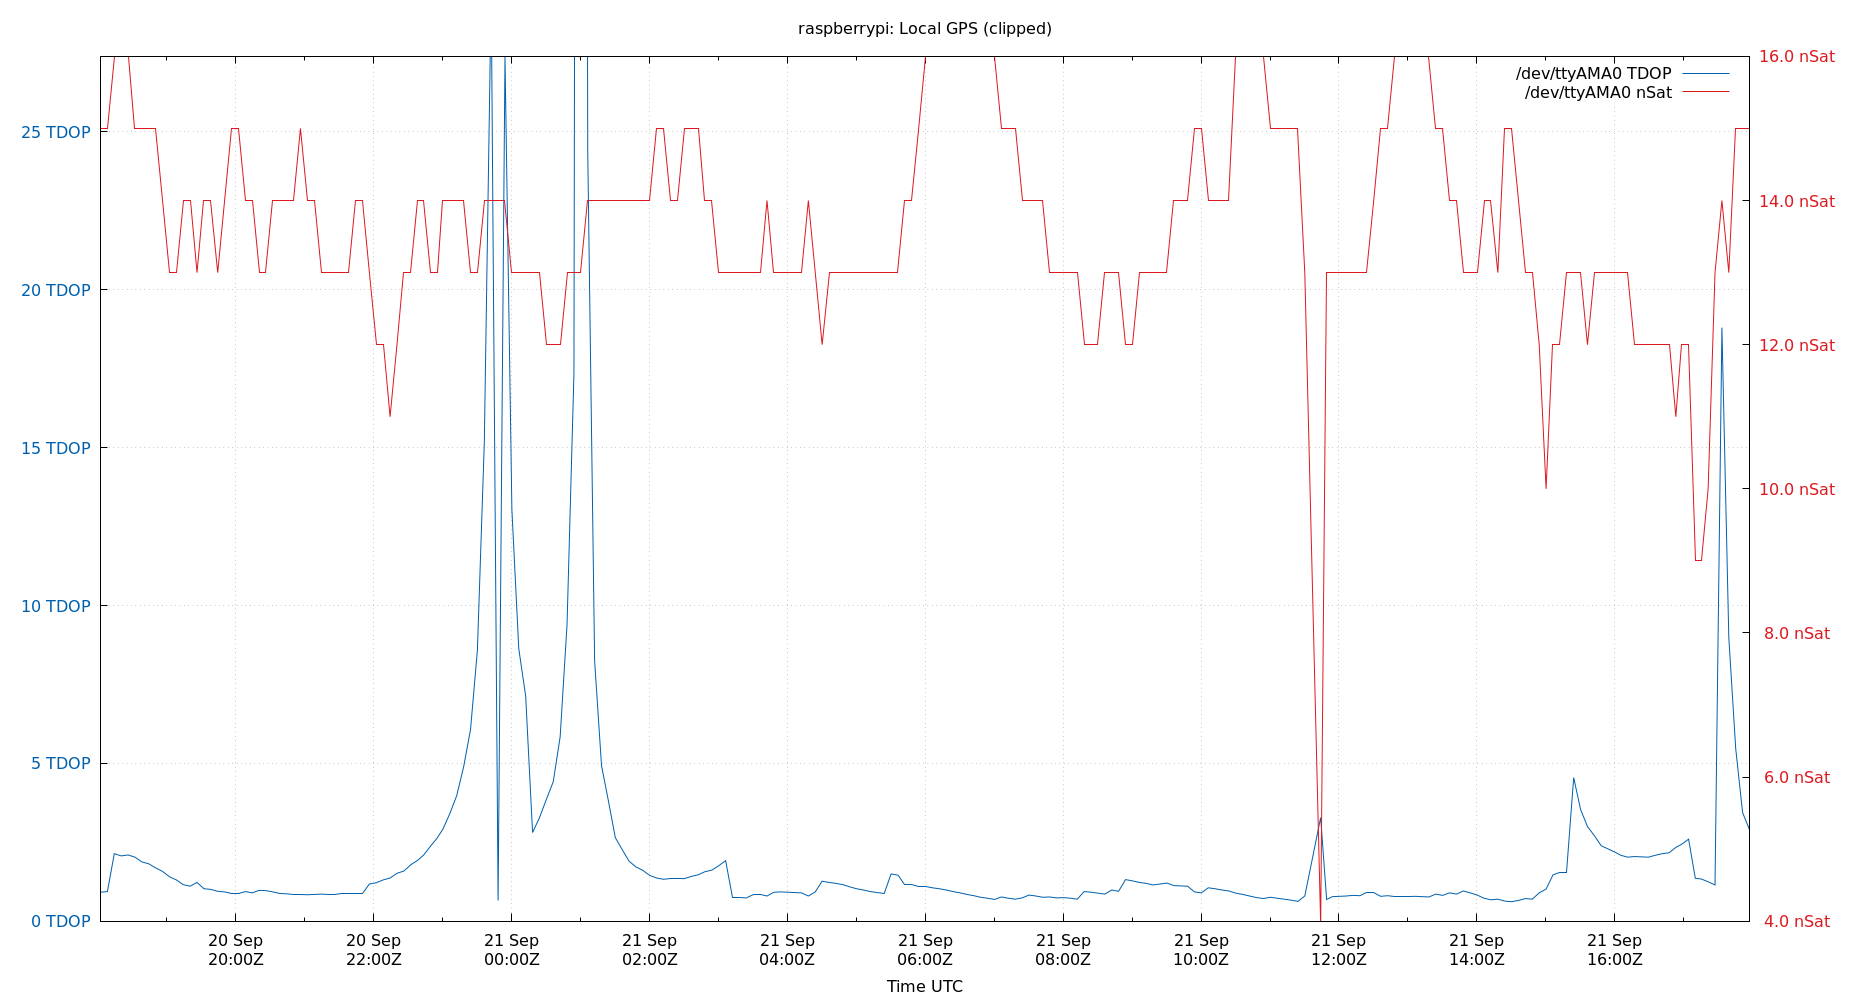 raspberrypi: Local GPS (clipped)
/dev/ttyAMA0 TDOP
/dev/ttyAMA0 nSat
25 TDOP
20 TDOP
15 TDOP
10 TDOP
5 TDOP
0 TDOP
16.0 nSat
14.0 nSat
12.0 nSat
10.0 nSat
8.0 nSat
6.0 nSat
4.0 nSat
20 Sep
20:00Z
20 Sep
22:00Z
21 Sep
00:00Z
21 Sep
02:00Z
21 Sep
04:00Z
21 Sep
06:00Z
21 Sep
08:00Z
21 Sep
10:00Z
21 Sep
12:00Z
21 Sep
14:00Z
21 Sep
16:00Z
Time UTC